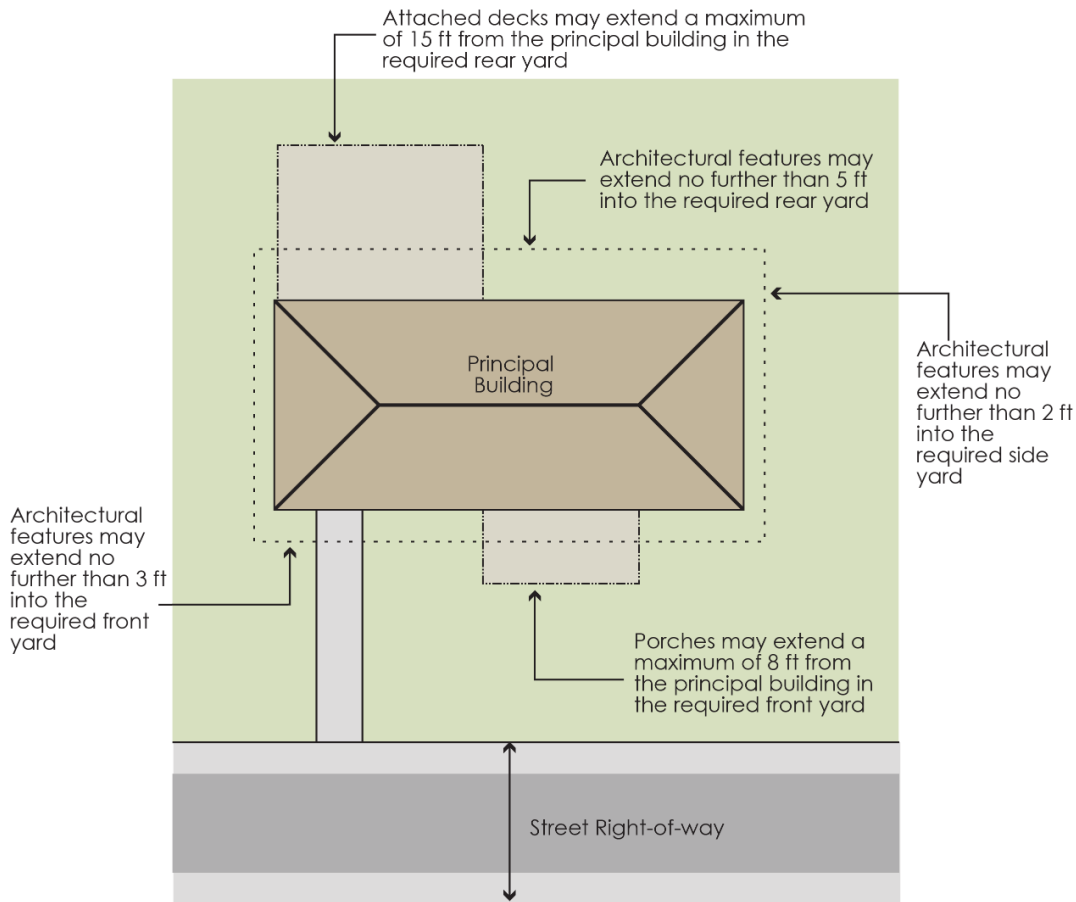 Attached decks may extend a maximum
of 15 ft from the principal building in the
required rear yard
Architectural features may
extend no further than 5 ft
into the required rear yard
Principal
Building
Architectural
features may
extend no
further than 2 ft
into the
required side
yard
Architectural
features may
extend no
further than 3 ft
into the
required front
yard
Porches may extend a
maximum of 8 ft from
the principal building in
the required front yard
Street Right-of-way